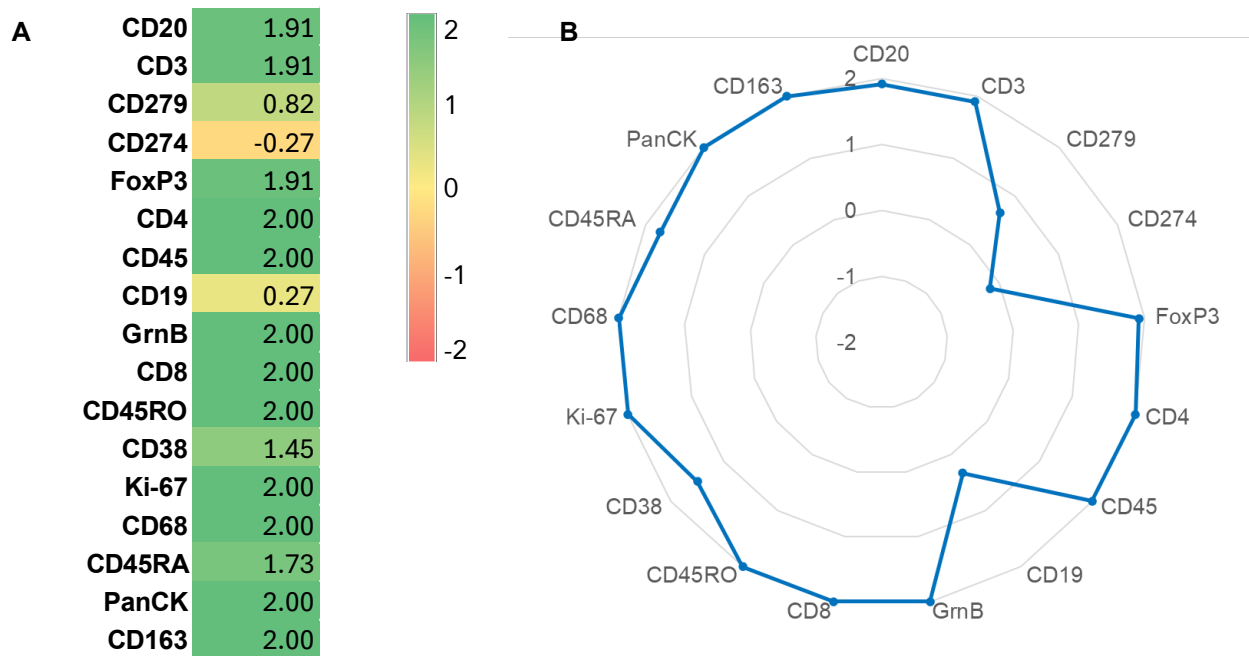 A
CD20 1.91
CD3 1.91
CD279 0.82
CD274 -0.27
FoxP3 1.91
CD4 2.00
CD45 2.00
CD19 0.27
GrnB 2.00
CD8 2.00
CD45RO 2.00
CD38 1.45
Ki-67 2.00
CD68 2.00
CD45RA 1.73
PanCK 2.00
CD163 2.00
2
1
0
-1
-2
B
CD20
CD3
CD279
CD274
FoxP3
CD4
CD45
CD19
GrnB
CD8
CD45RO
CD38
Ki-67
CD68
CD45RA
PanCK
CD163
2
1
0
-1
-2